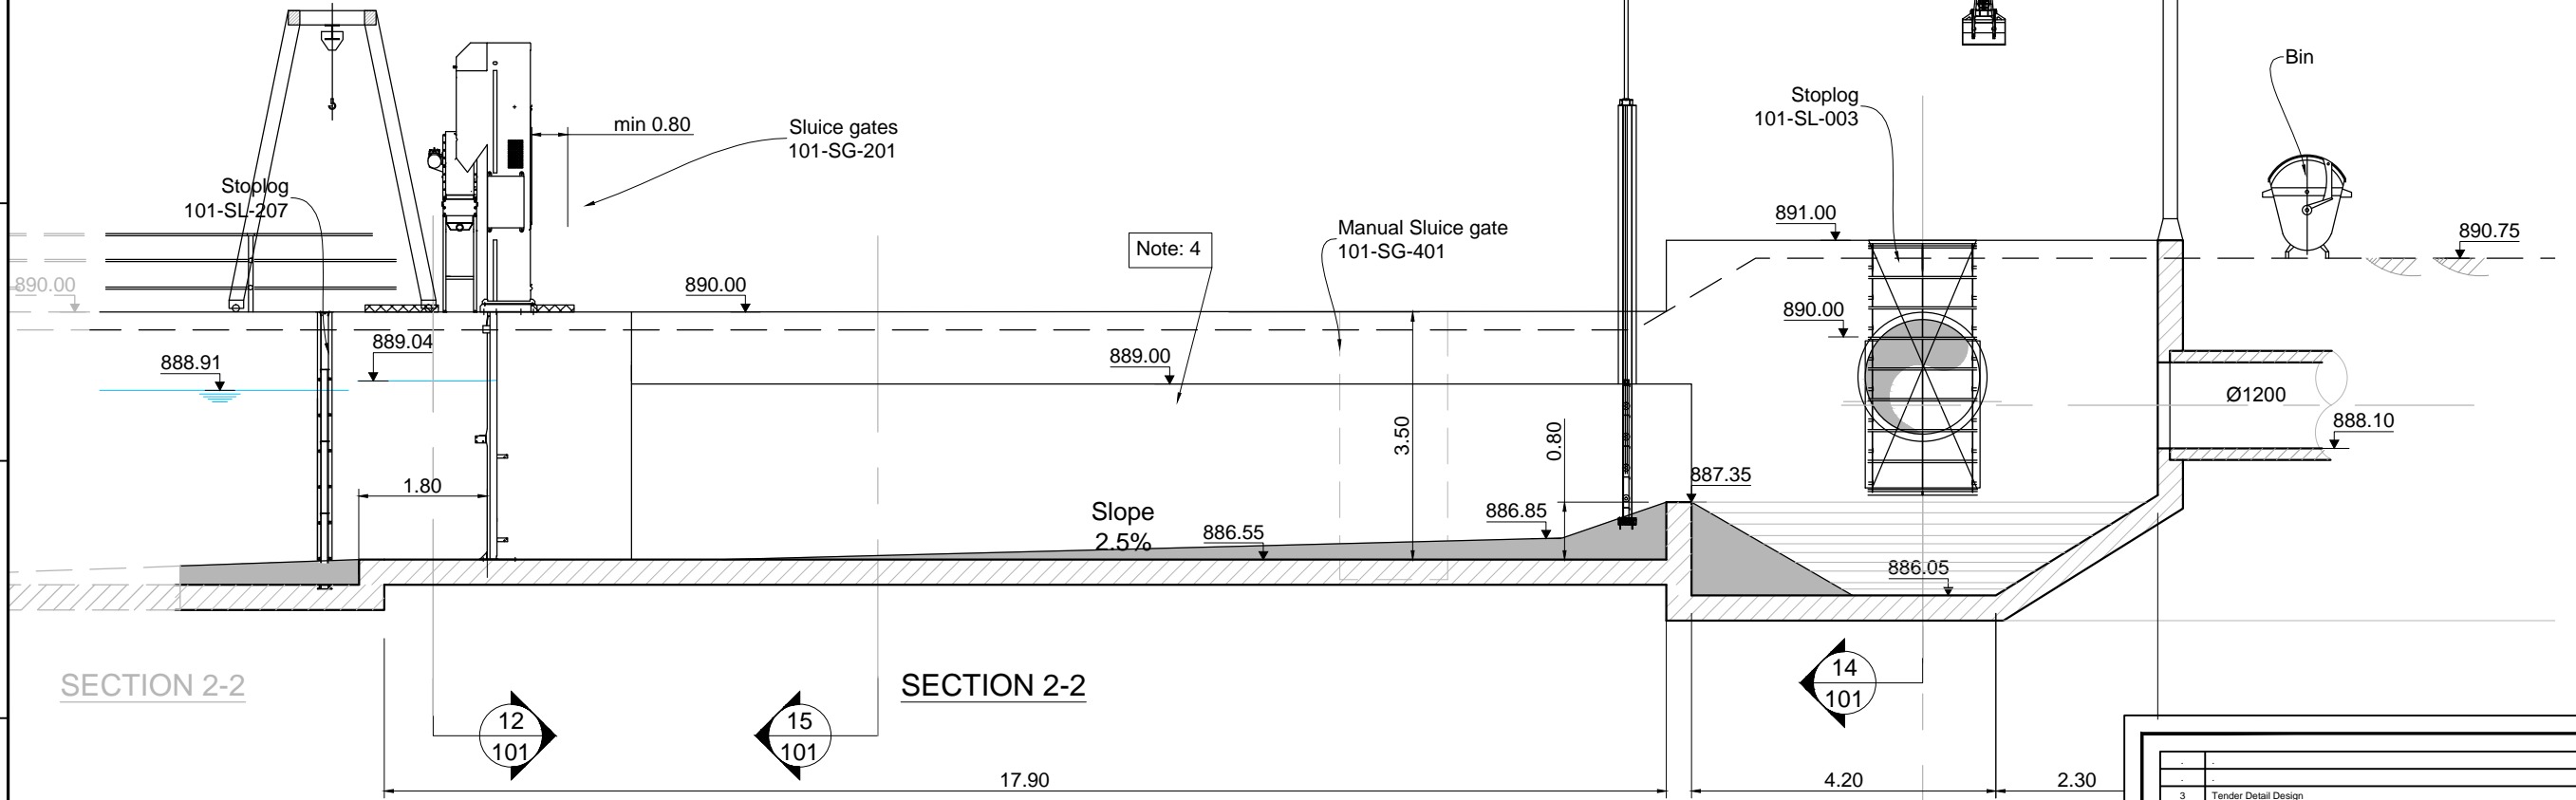 Bin
Stoplog
101-SL-003
min 0.80
Sluice gates
101-SG-201
Stoplog
101-SL-207
891.00
Manual Sluice gate
101-SG-401
890.75
Note: 4
890.00
890.00
890.00
889.04
889.00
888.91
Ø1200
888.10
3.50
0.80
1.80
887.35
Slope
2.5%
886.85
886.55
886.05
SECTION 2-2
SECTION 2-2
14
101
12
101
15
101
17.90
4.20
2.30
3 Tender Detail Design